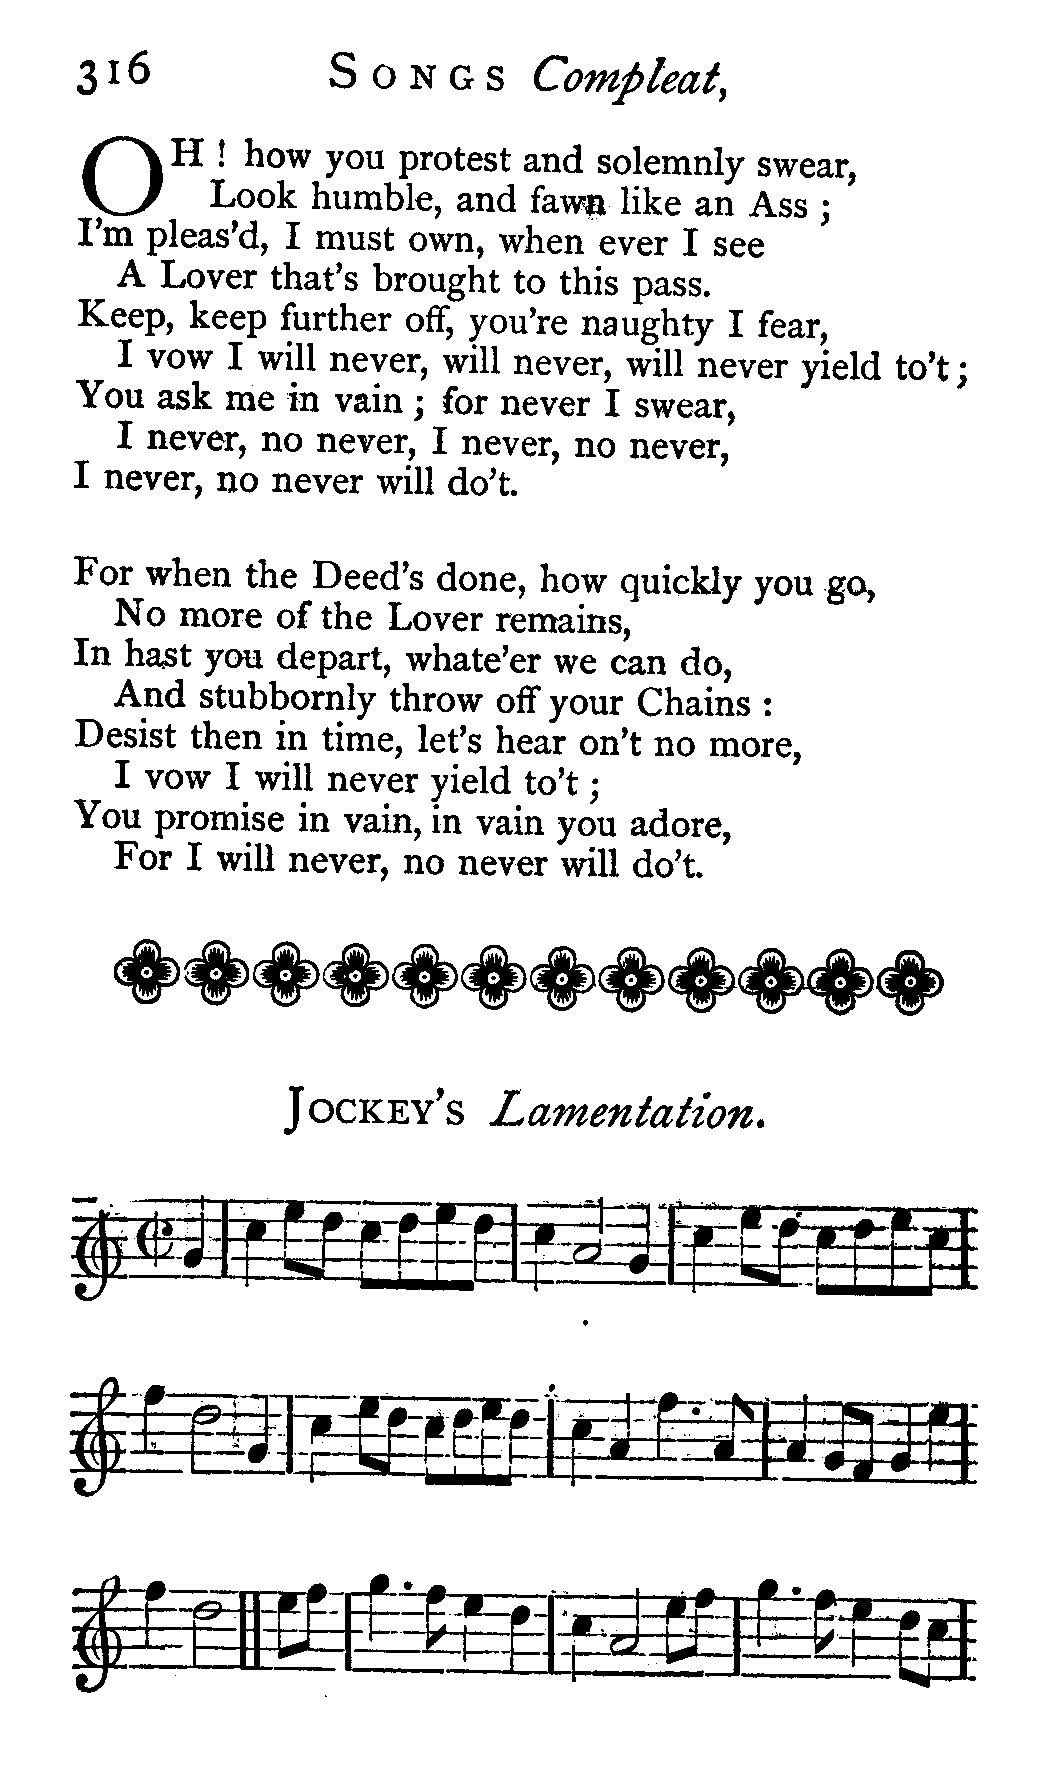 316 SONGS Compleat,
OH! how you protest and solemnly swear,
Look humble, and fawn like an Ass;
I'm pleas'd, I must own, when ever I see
A Lover that's brought to this pass.
Keep, keep further off, you're naughty I fear,
I vow I will never, will never, will never yield to't;
You ask me in vain; for never I swear,
I never, no never, I never, no never,
I never, no never will do't.
For when the Deed's done, how quickly you go,
No more of the Lover remains,
In hast you depart, whate'er we can do,
And stubbornly throw off your Chains:
Desist then in time, let's hear on't no more,
I vow I will never yield to't;
You promise in vain, in vain you adore,
For I will never, no never will do't.
JOCKEY'S Lamentation.